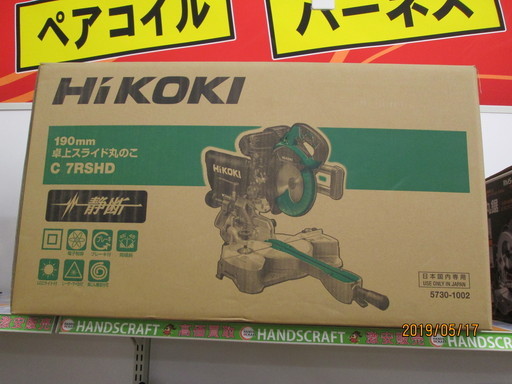 ペアコイル
ハーネス
HiKOKI
190mm
卓上スライド丸のこ
C 7RSHD
静断
HiKOKI
日本国内専用
USE ONLY IN JAPAN
5730-1002
HANDSCRAFT
HANDSCRAFT
HANDSCRAFT
2019/05/17